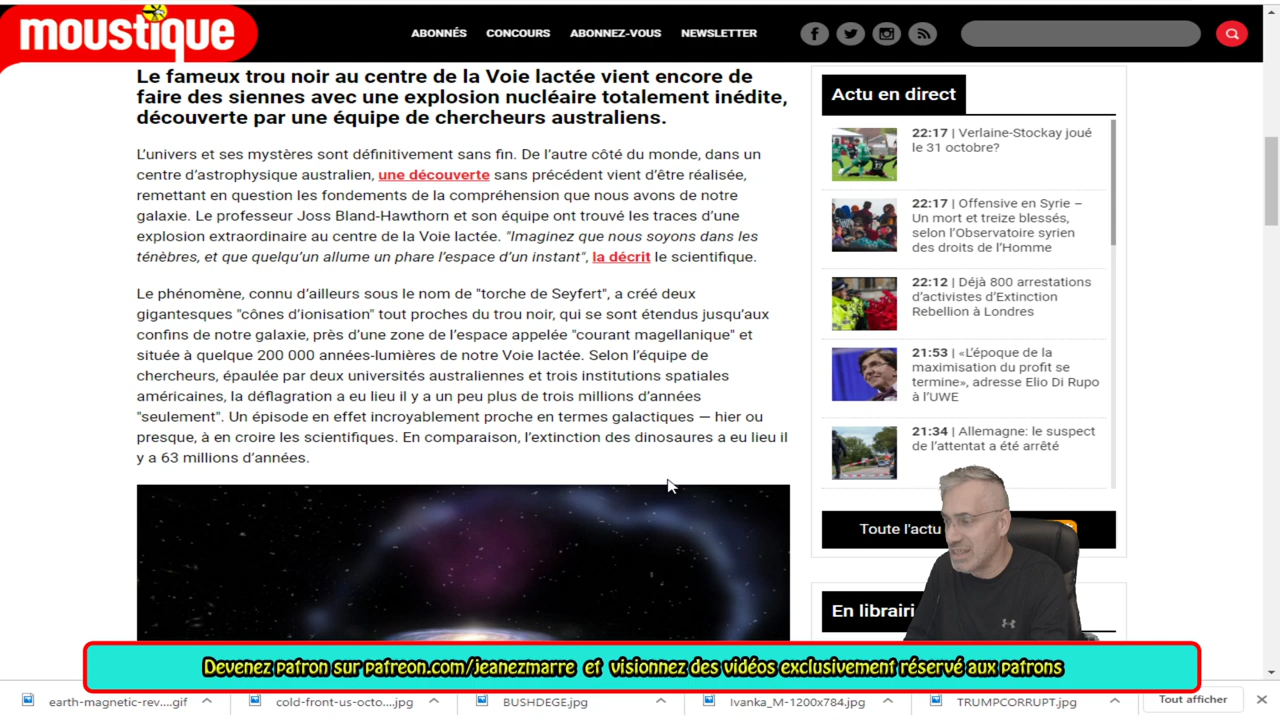 moustique
ABONNÉS CONCOURS ABONNEZ-VOUS NEWSLETTER
Le fameux trou noir au centre de la Voie lactée vient encore de
faire des siennes avec une explosion nucléaire totalement inédite,
découverte par une équipe de chercheurs australiens.
L'univers et ses mystères sont définitivement sans fin. De l'autre côté du monde, dans un
centre d'astrophysique australien, une découverte sans précédent vient d'être réalisée,
remettant en question les fondements de la compréhension que nous avons de notre
galaxie. Le professeur Joss Bland-Hawthorn et son équipe ont trouvé les traces d'une
explosion extraordinaire au centre de la Voie lactée. "Imaginez que nous soyons dans les
ténèbres, et que quelqu'un allume un phare l'espace d'un instant", la décrit le scientifique.
Le phénomène, connu d'ailleurs sous le nom de "torche de Seyfert", a créé deux
gigantesques "cônes d'ionisation" tout proches du trou noir, qui se sont étendus jusqu'aux
confins de notre galaxie, près d'une zone de l'espace appelée "courant magellanique" et
située à quelque 200 000 années-lumières de notre Voie lactée. Selon l'équipe de
chercheurs, épaulée par deux universités australiennes et trois institutions spatiales
américaines, la déflagration a eu lieu il y a un peu plus de trois millions d'années
"seulement". Un épisode en effet incroyablement proche en termes galactiques — hier ou
presque, à en croire les scientifiques. En comparaison, l'extinction des dinosaures a eu lieu il
y a 63 millions d'années.
Actu en direct
22:17 | Verlaine-Stockay joué
le 31 octobre?
22:17 | Offensive en Syrie –
Un mort et treize blessés,
selon l'Observatoire syrien
des droits de l'Homme
22:12 | Déjà 800 arrestations
d'activistes d'Extinction
Rebellion à Londres
21:53 | «L'époque de la
maximisation du profit se
termine», adresse Elio Di Rupo
à l'UWE
21:34 | Allemagne: le suspect
de l'attentat a été arrêté
Toute l'actu
En librairi
Devenez patron sur patreon.com/jeanezmarre et visionnez des vidéos exclusivement réservé aux patrons
earth-magnetic-rev....gif
cold-front-us-octo....jpg
BUSHDEGE.jpg
Ivanka_M-1200x784.jpg
TRUMPCORRUPT.jpg
Tout afficher